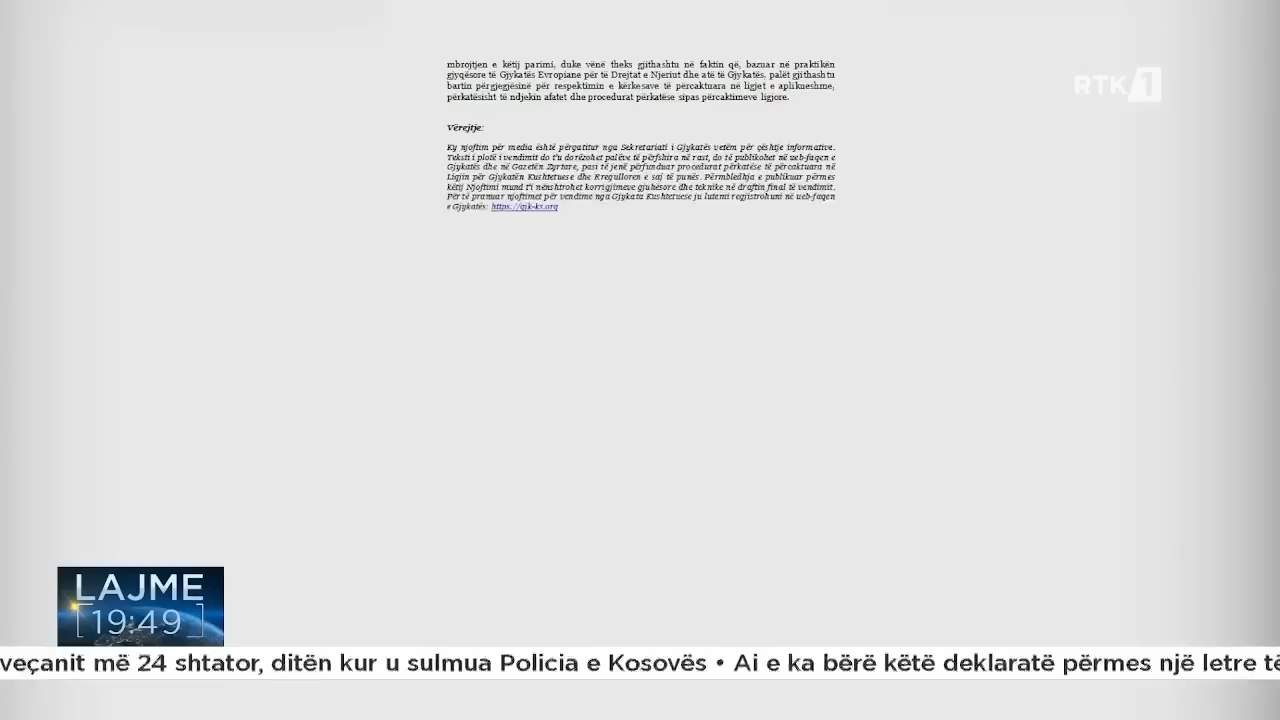 mbrojtjen e këtij parimi, duke vënë theks gjithashtu në faktin që, bazuar në praktikën
gjyqësore të Gjykatës Evropiane për të Drejtat e Njeriut dhe atë të Gjykatës, palët gjithashtu
bartin përgjegjësinë për respektimin e kërkesave të përcaktuara në ligjet e aplikueshme,
përkatësisht të ndjekin afatet dhe procedurat përkatëse sipas përcaktimeve ligjore.
Vërejtje:
Ky njoftim për media është përgatitur nga Sekretariati i Gjykatës vetëm për çështje informative.
Teksti i plotë i vendimit do t'u dorëzohet palëve të përfshira në rast, do të publikohet në ueb-faqen e
Gjykatës dhe në Gazetën Zyrtare, pasi të jenë përfunduar procedurat përkatëse të përcaktuara në
Ligjin për Gjykatën Kushtetuese dhe Rregulloren e saj të punës. Përmbledhja e publikuar përmes
këtij Njoftimi mund t'i nënshtrohet korrigjimeve gjuhësore dhe teknike në draftin final të vendimit.
Për të pranuar njoftimet për vendime nga Gjykata Kushtetuese ju lutemi regjistrohuni në ueb-faqen
e Gjykatës: https://gjk-ks.org
RTK1
LAJME
19:49
veçanit më 24 shtator, ditën kur u sulmua Policia e Kosovës • Ai e ka bërë këtë deklaratë përmes një letre të